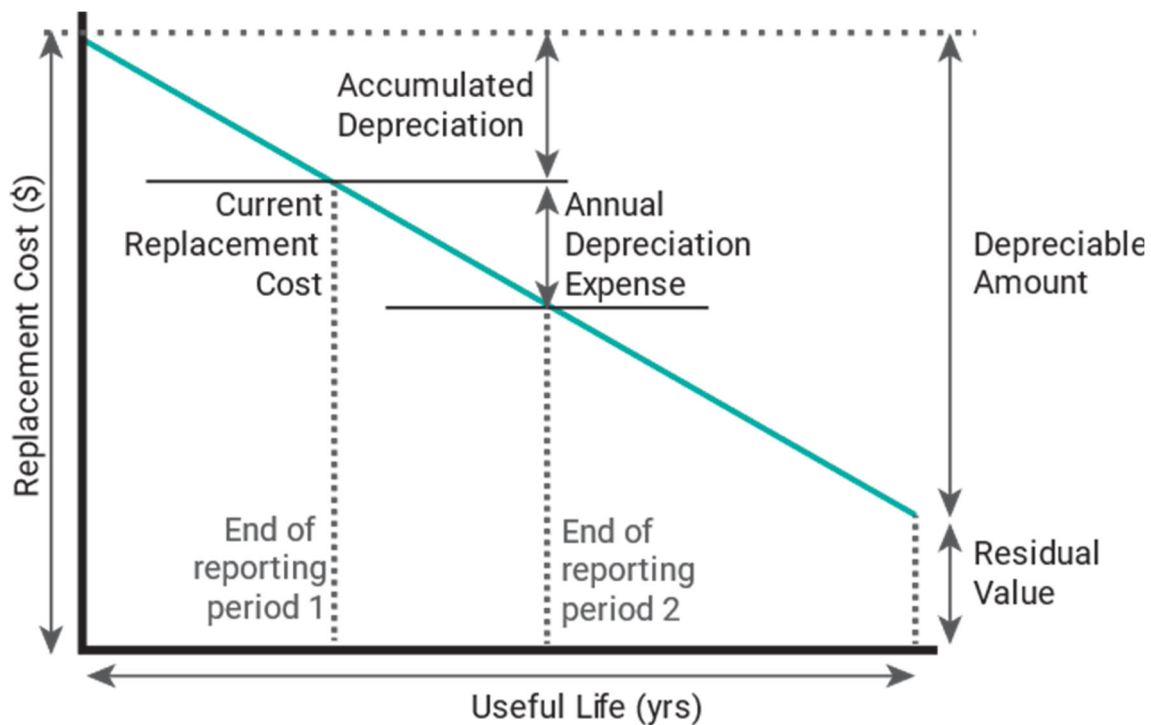 Replacement Cost ($)
Accumulated
Depreciation
Current
Replacement
Cost
Annual
Depreciation
Expense
Depreciable
Amount
End of
reporting
period 1
End of
reporting
period 2
Residual
Value
Useful Life (yrs)